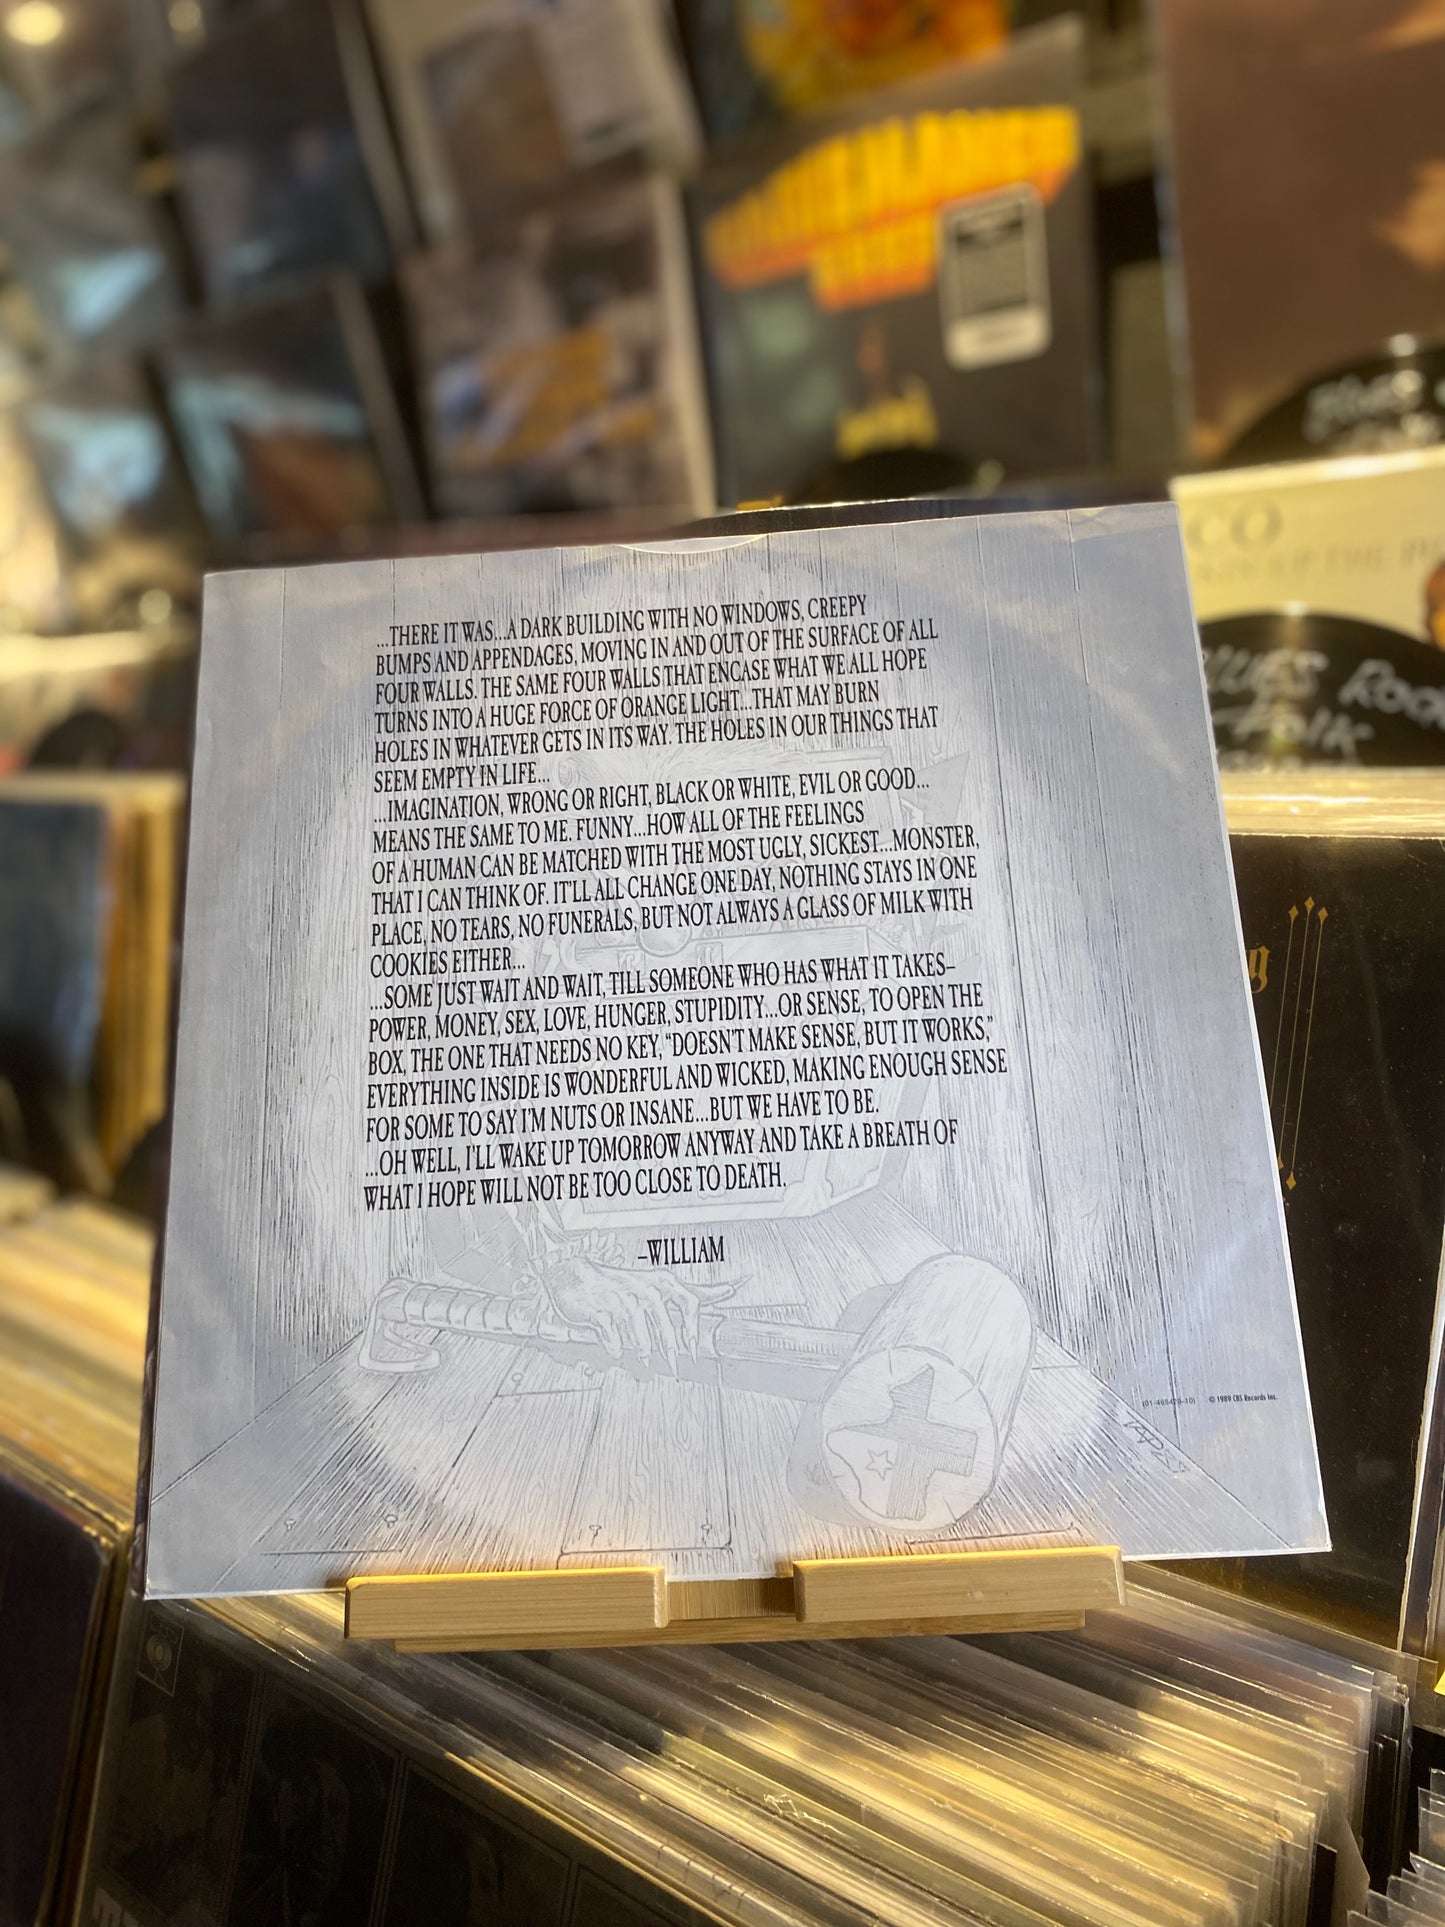 ...THERE IT WAS...A DARK BUILDING WITH NO WINDOWS, CREEPY
BUMPS AND APPENDAGES, MOVING IN AND OUT OF THE SURFACE OF ALL
FOUR WALLS. THE SAME FOUR WALLS THAT ENCASE WHAT WE ALL HOPE
TURNS INTO A HUGE FORCE OF ORANGE LIGHT...THAT MAY BURN
HOLES IN WHATEVER GETS IN ITS WAY. THE HOLES IN OUR THINGS THAT
SEEM EMPTY IN LIFE...
...IMAGINATION, WRONG OR RIGHT, BLACK OR WHITE, EVIL OR GOOD...
MEANS THE SAME TO ME. FUNNY...HOW ALL OF THE FEELINGS
OF A HUMAN CAN BE MATCHED WITH THE MOST UGLY, SICKEST...MONSTER,
THAT I CAN THINK OF. IT'LL ALL CHANGE ONE DAY, NOTHING STAYS IN ONE
PLACE, NO TEARS, NO FUNERALS, BUT NOT ALWAYS A GLASS OF MILK WITH
COOKIES EITHER...
...SOME JUST WAIT AND WAIT, TILL SOMEONE WHO HAS WHAT IT TAKES–
POWER, MONEY, SEX, LOVE, HUNGER, STUPIDITY...OR SENSE, TO OPEN THE
BOX, THE ONE THAT NEEDS NO KEY, “DOESN'T MAKE SENSE, BUT IT WORKS,”
EVERYTHING INSIDE IS WONDERFUL AND WICKED, MAKING ENOUGH SENSE
FOR SOME TO SAY I'M NUTS OR INSANE...BUT WE HAVE TO BE.
...OH WELL, I'LL WAKE UP TOMORROW ANYWAY AND TAKE A BREATH OF
WHAT I HOPE WILL NOT BE TOO CLOSE TO DEATH.
–WILLIAM
© 1989 CBS Records Inc.
BLUES ROCK
FOLK